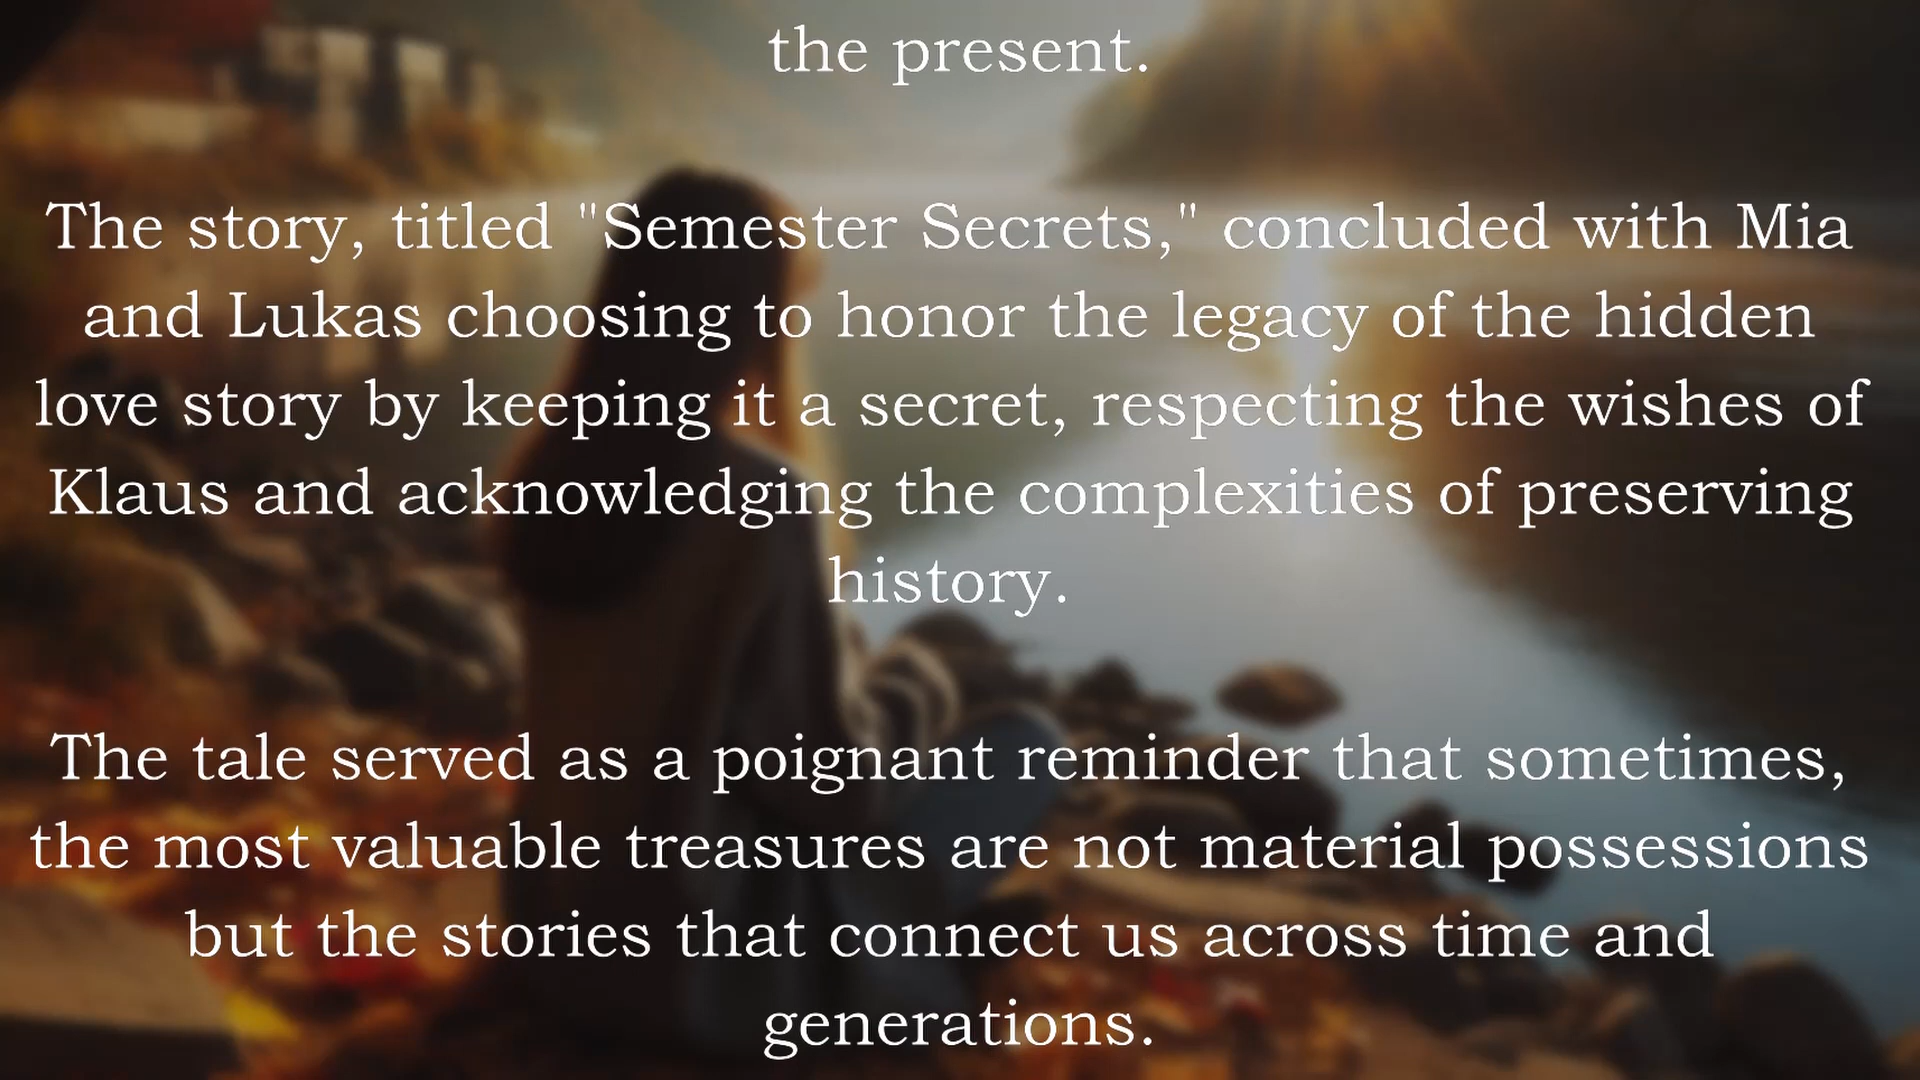 the present.
The story, titled "Semester Secrets," concluded with Mia
and Lukas choosing to honor the legacy of the hidden
love story by keeping it a secret, respecting the wishes of
Klaus and acknowledging the complexities of preserving
history.
The tale served as a poignant reminder that sometimes,
the most valuable treasures are not material possessions
but the stories that connect us across time and
generations.